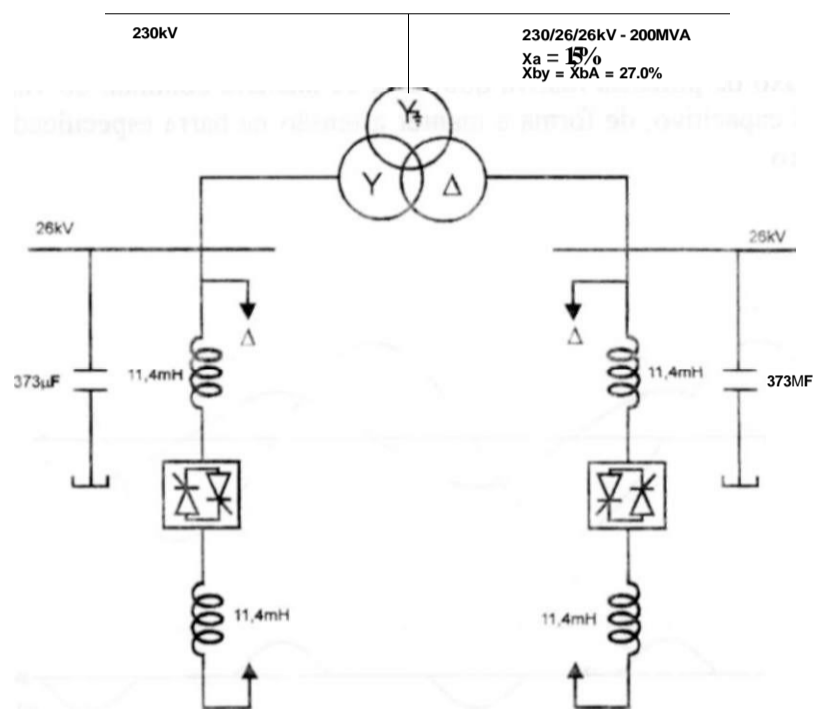 230kV
230/26/26kV - 200MVA
Xa =
Xby = XbA = 27.0%
Y
Y
Δ
26kV
26kV
Δ
Δ
373µF
11,4mH
11,4mH
373MF
11,4mH
11,4mH